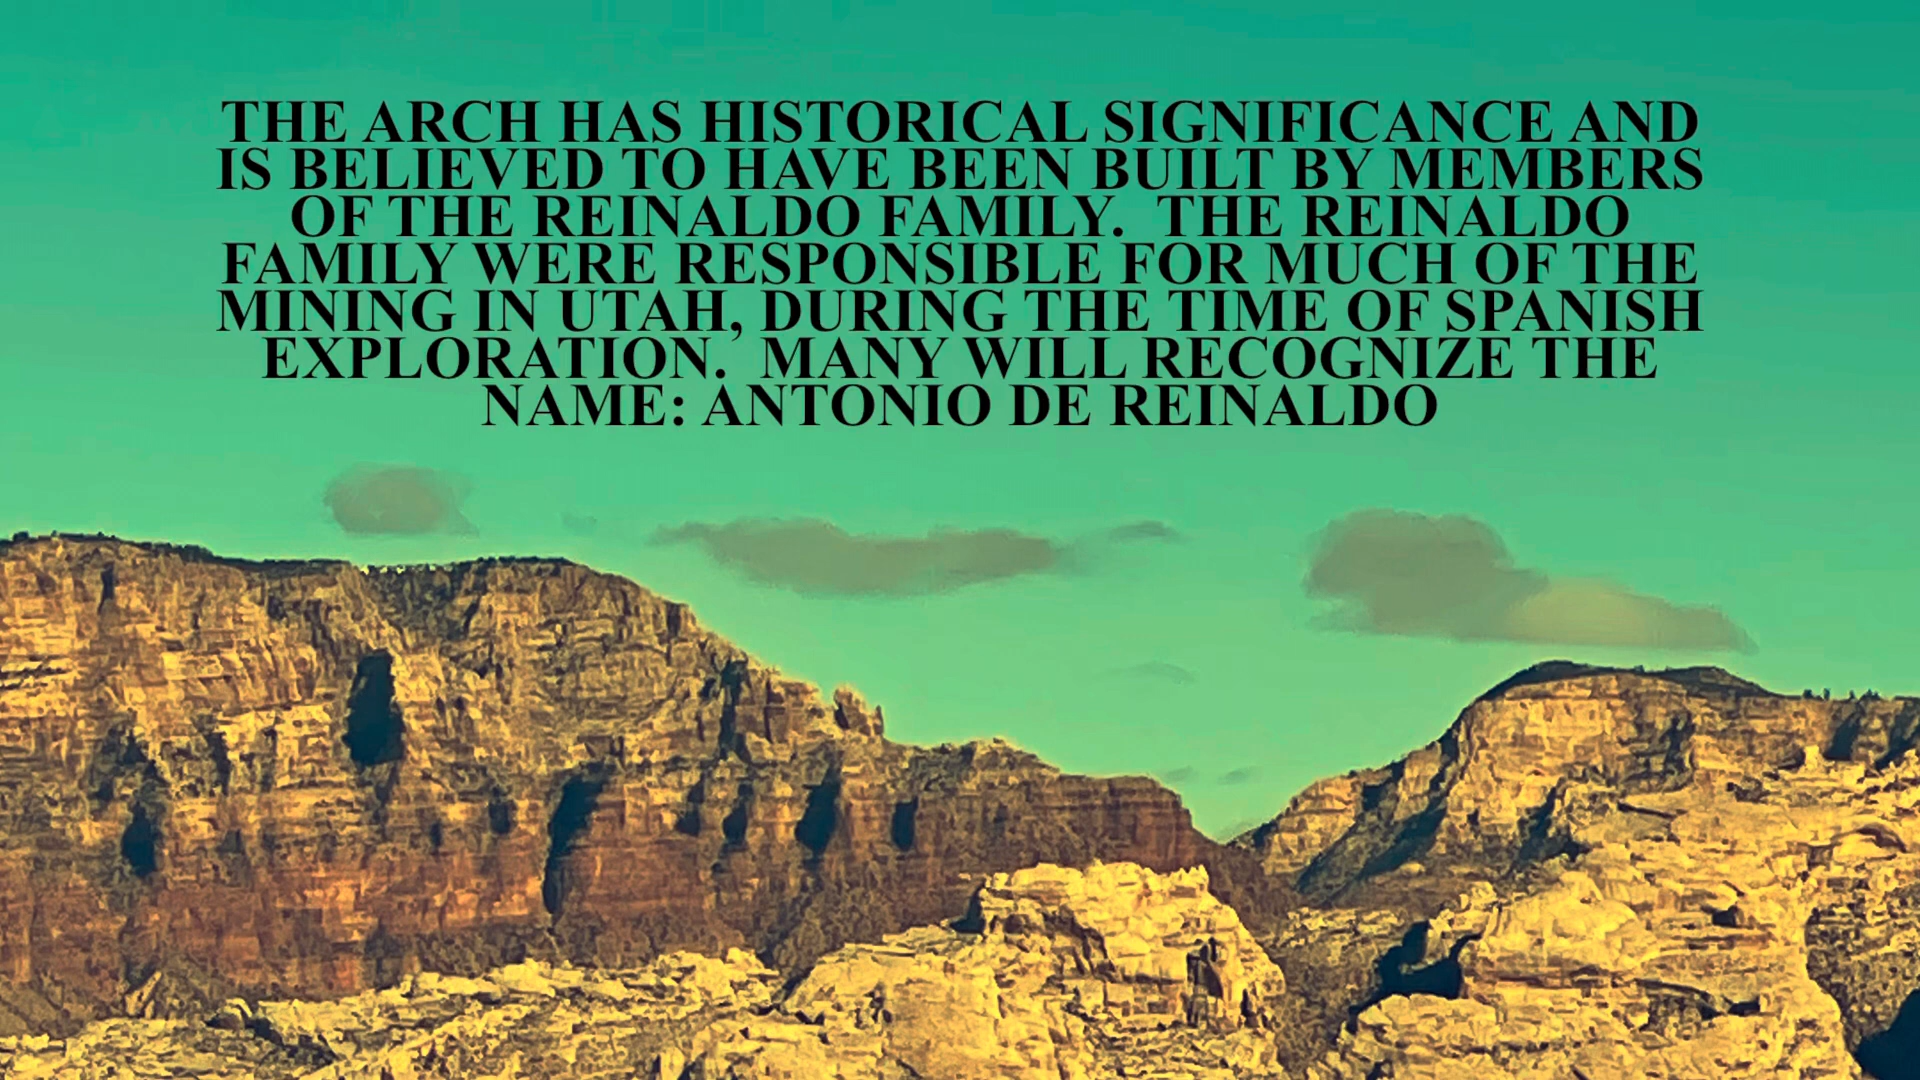 THE ARCH HAS HISTORICAL SIGNIFICANCE AND
IS BELIEVED TO HAVE BEEN BUILT BY MEMBERS
OF THE REINALDO FAMILY.  THE REINALDO
FAMILY WERE RESPONSIBLE FOR MUCH OF THE
MINING IN UTAH, DURING THE TIME OF SPANISH
EXPLORATION.  MANY WILL RECOGNIZE THE
NAME: ANTONIO DE REINALDO